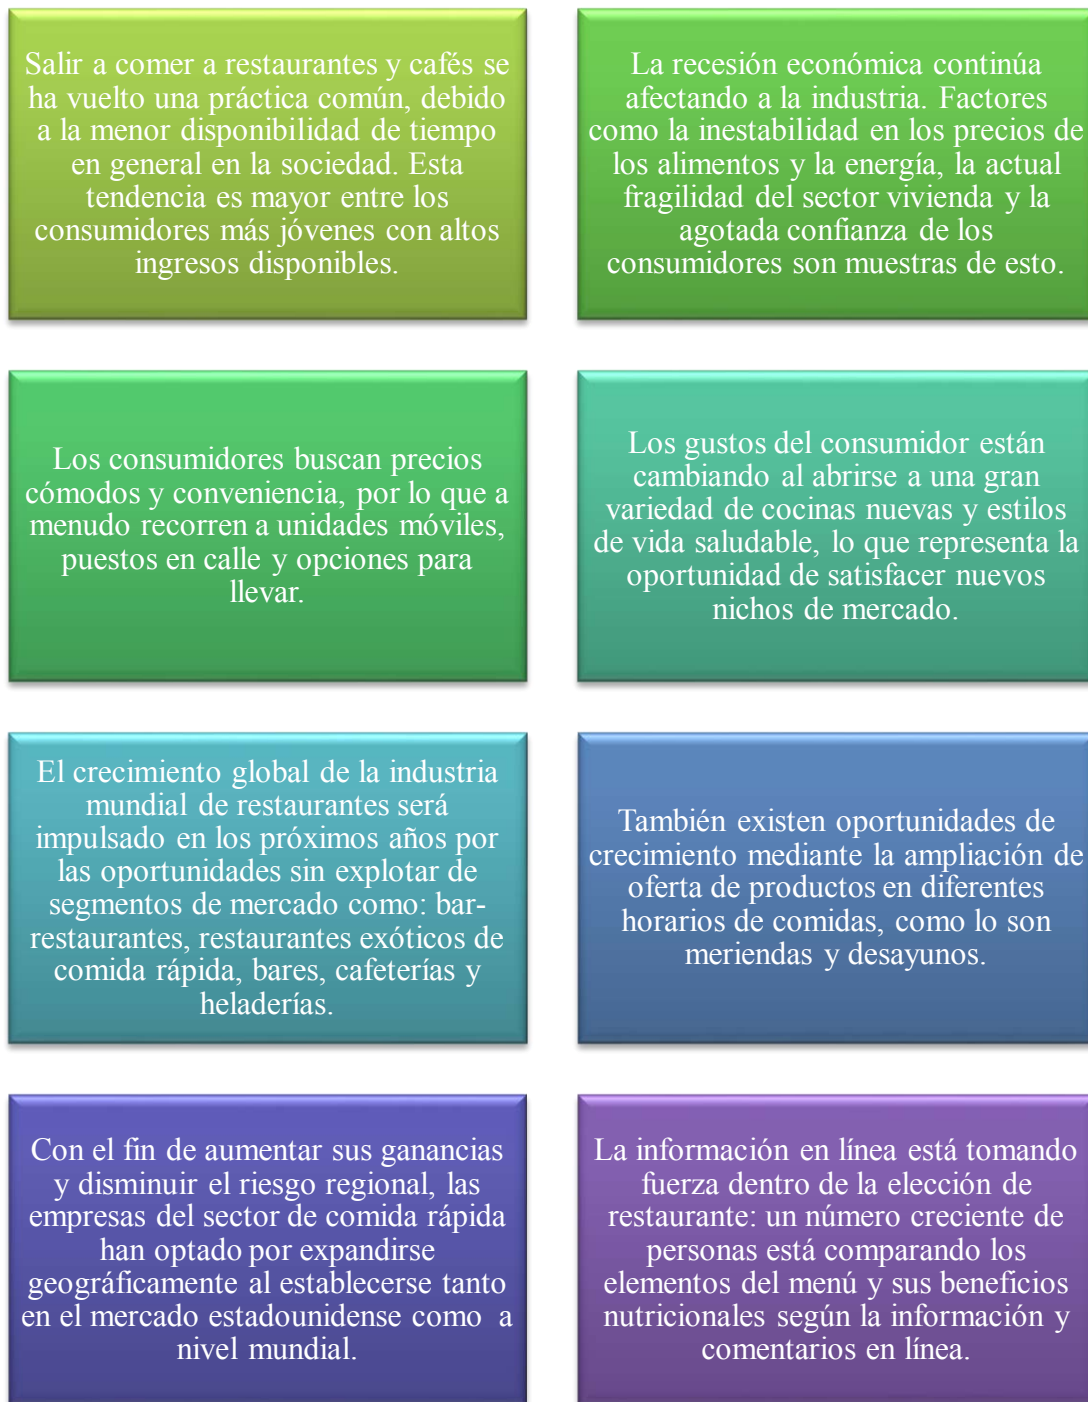 Salir a comer a restaurantes y cafés se
ha vuelto una práctica común, debido
a la menor disponibilidad de tiempo
en general en la sociedad. Esta
tendencia es mayor entre los
consumidores más jóvenes con altos
ingresos disponibles.
La recesión económica continúa
afectando a la industria. Factores
como la inestabilidad en los precios de
los alimentos y la energía, la actual
fragilidad del sector vivienda y la
agotada confianza de los
consumidores son muestras de esto.
Los consumidores buscan precios
cómodos y conveniencia, por lo que a
menudo recorren a unidades móviles,
puestos en calle y opciones para
llevar.
Los gustos del consumidor están
cambiando al abrirse a una gran
variedad de cocinas nuevas y estilos
de vida saludable, lo que representa la
oportunidad de satisfacer nuevos
nichos de mercado.
El crecimiento global de la industria
mundial de restaurantes será
impulsado en los próximos años por
las oportunidades sin explotar de
segmentos de mercado como: bar-
restaurantes, restaurantes exóticos de
comida rápida, bares, cafeterías y
heladerías.
También existen oportunidades de
crecimiento mediante la ampliación de
oferta de productos en diferentes
horarios de comidas, como lo son
meriendas y desayunos.
Con el fin de aumentar sus ganancias
y disminuir el riesgo regional, las
empresas del sector de comida rápida
han optado por expandirse
geográficamente al establecerse tanto
en el mercado estadounidense como  a
nivel mundial.
La información en línea está tomando
fuerza dentro de la elección de
restaurante: un número creciente de
personas está comparando los
elementos del menú y sus beneficios
nutricionales según la información y
comentarios en línea.